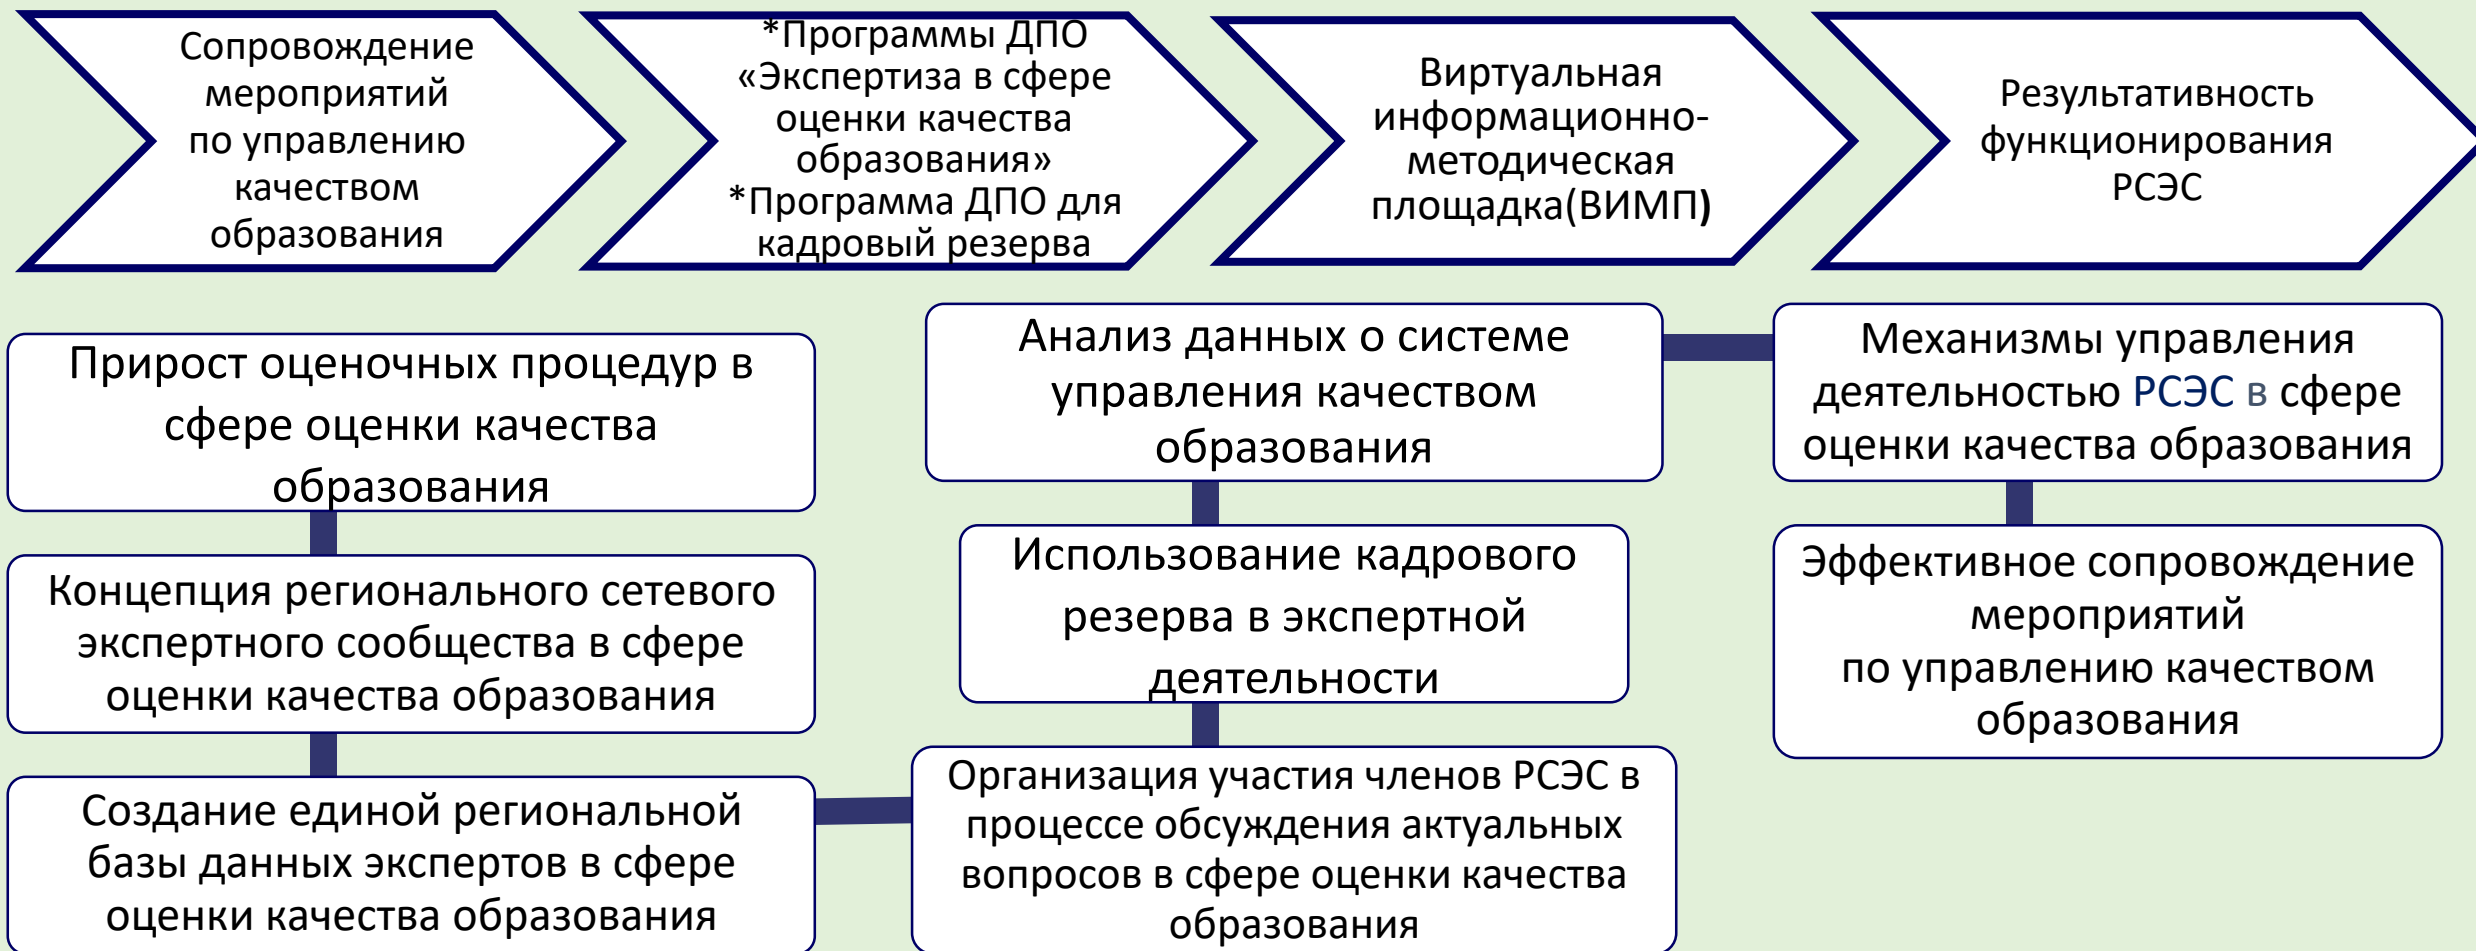 Сопровождение
мероприятий
по управлению
качеством
образования
*Программы ДПО
«Экспертиза в сфере
оценки качества
образования»
*Программа ДПО для
кадровый резерва
Виртуальная
информационно-
методическая
площадка(ВИМП)
Результативность
функционирования
РСЭС
Прирост оценочных процедур в
сфере оценки качества
образования
Концепция регионального сетевого
экспертного сообщества в сфере
оценки качества образования
Создание единой региональной
базы данных экспертов в сфере
оценки качества образования
Анализ данных о системе
управления качеством
образования
Использование кадрового
резерва в экспертной
деятельности
Организация участия членов РСЭС в
процессе обсуждения актуальных
вопросов в сфере оценки качества
образования
Механизмы управления
деятельностью РСЭС в сфере
оценки качества образования
Эффективное сопровождение
мероприятий
по управлению качеством
образования